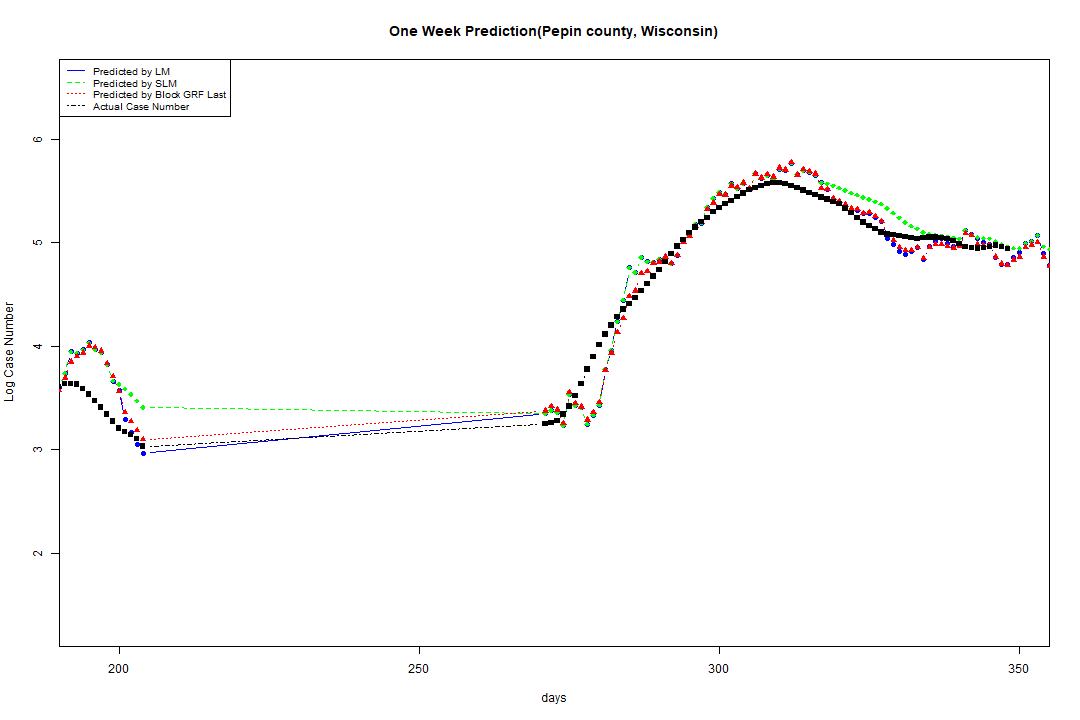 One Week Prediction(Pepin county, Wisconsin)
Predicted by LM
Predicted by SLM
Predicted by Block GRF Last
Actual Case Number
Log Case Number
6
5
4
3
2
200
250
300
350
days